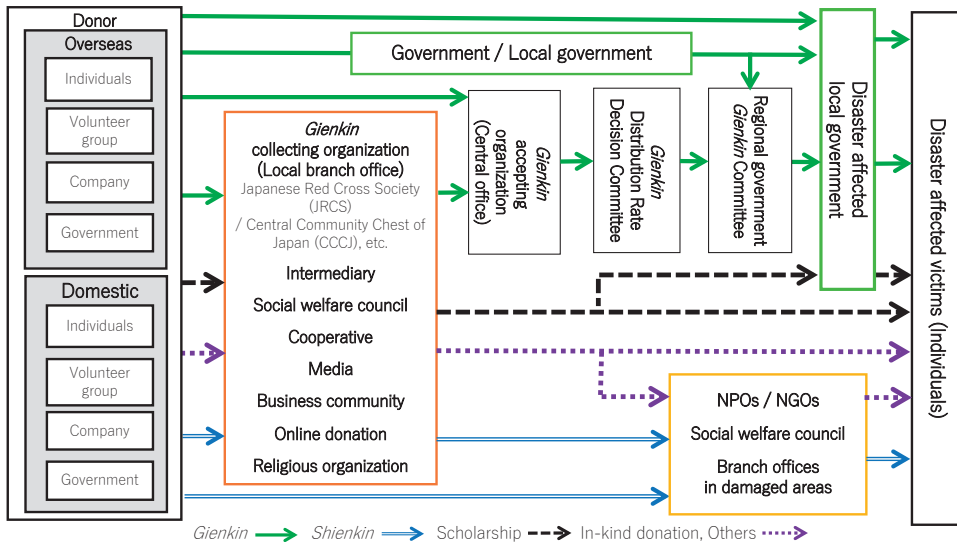 Donor
Overseas
Individuals
Volunteer
group
Company
Government
Domestic
Individuals
Volunteer
group
Company
Government
Government / Local government
Gienkin
collecting organization
(Local branch office)
Japanese Red Cross Society
(JRCS)
/ Central Community Chest of
Japan (CCCJ), etc.
Intermediary
Social welfare council
Cooperative
Media
Business community
Online donation
Religious organization
Gienkin
accepting
organization
(Central office)
Gienkin
Distribution Rate
Decision Committee
Regional government
Gienkin Committee
Disaster affected
local government
NPOs / NGOs
Social welfare council
Branch offices
in damaged areas
Disaster affected victims (Individuals)
Gienkin
Shienkin
Scholarship
In-kind donation, Others